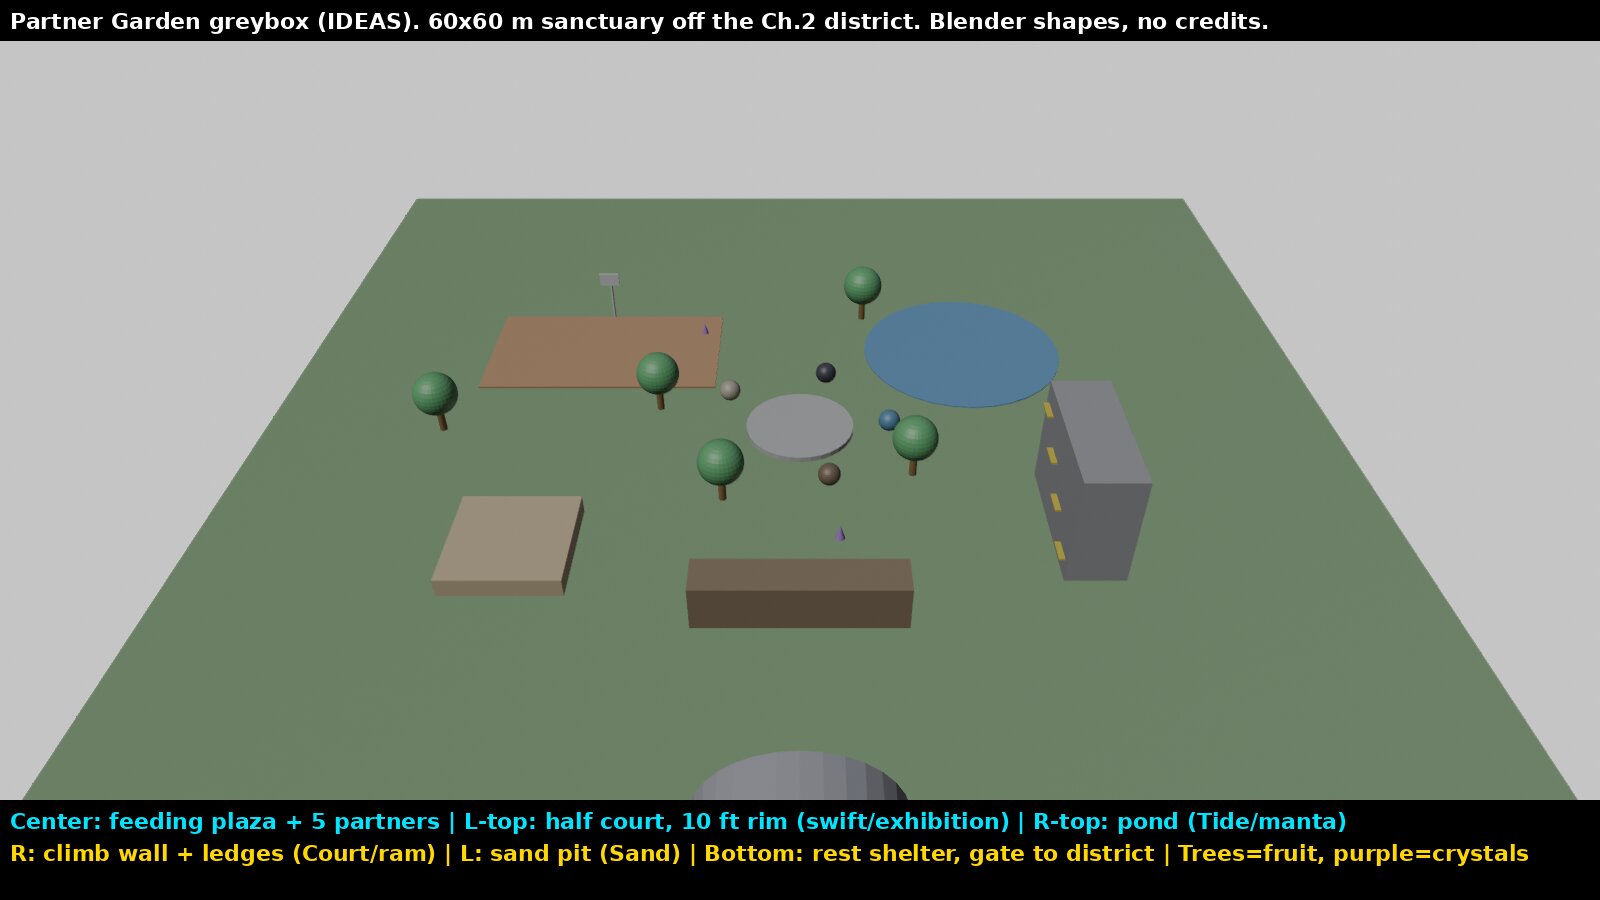 Partner Garden greybox (IDEAS). 60x60 m sanctuary off the Ch.2 district. Blender shapes, no credits.
Center: feeding plaza + 5 partners | L-top: half court, 10 ft rim (swift/exhibition) | R-top: pond (Tide/manta)
R: climb wall + ledges (Court/ram) | L: sand pit (Sand) | Bottom: rest shelter, gate to district | Trees=fruit, purple=crystals